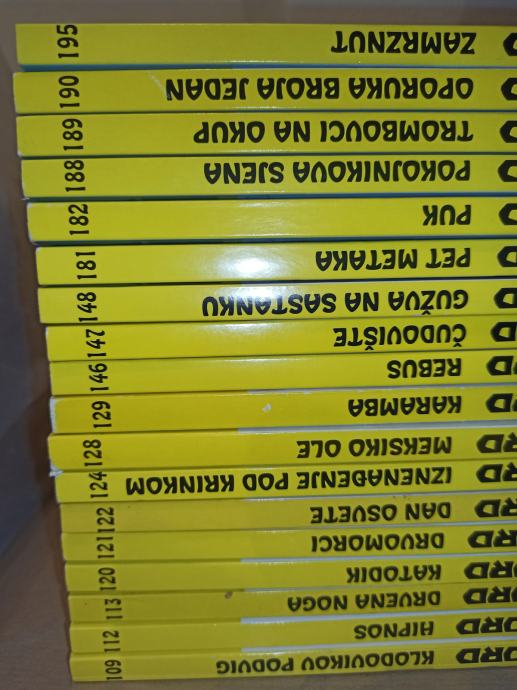 195 ZAMRZNUT
190 OPORUKA BROJA JEDAN
189 TROMBOVCI NA OKUP
188 POKOJNIKOVA SJENA
182 PUK
181 PET METAKA
148 GUŽVA NA SASTANKU
147 ČUDOVIŠTE
146 REBUS
129 KARAMBA
128 MEKSIKO OLE
124 IZNENAĐENJE POD KRINKOM
122 DAN OSVETE
121 DRVOMORCI
120 KATODIK
113 DRVENA NOGA
112 HIPNOS
109 KLODOVIKOV PODVIG